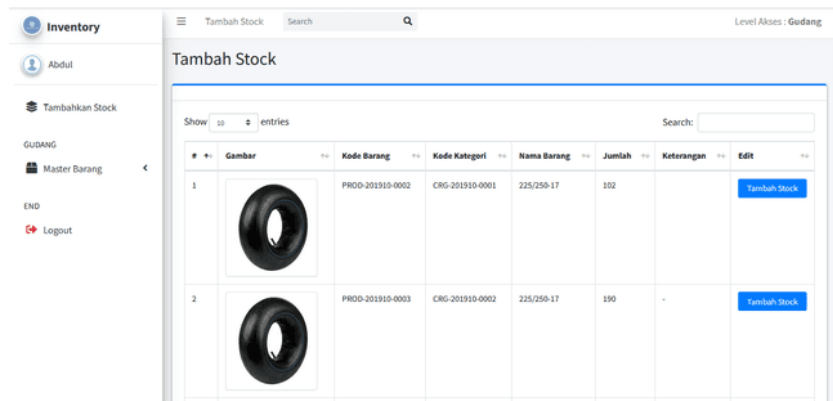 Inventory
Abdul
Tambahkan Stock
GUDANG
Master Barang
END
Logout
Tambah Stock Search Level Akses : Gudang
Tambah Stock
Show 10 entries Search:
# Gambar Kode Barang Kode Kategori Nama Barang Jumlah Keterangan Edit
1 PROD-201910-0002 CRG-201910-0001 225/250-17 102 Tambah Stock
2 PROD-201910-0003 CRG-201910-0002 225/250-17 190 - Tambah Stock